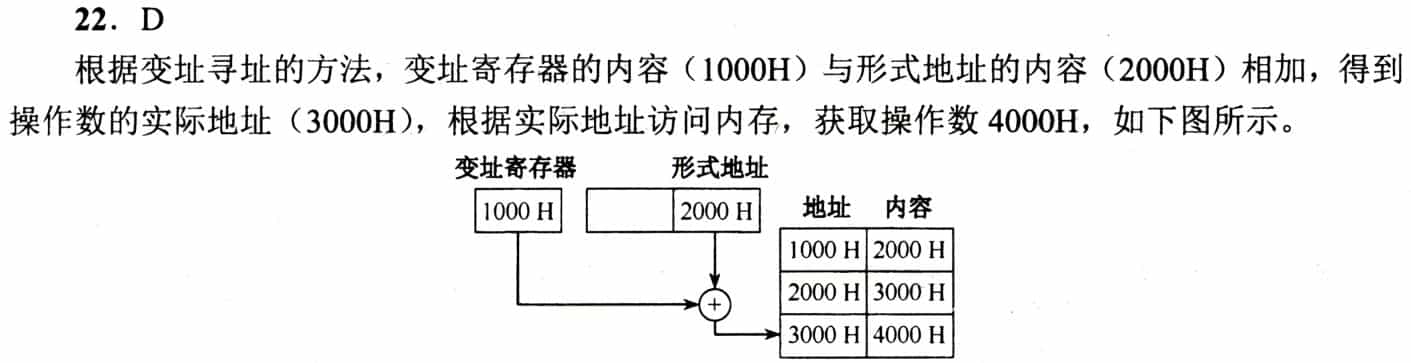 22．D
根据变址寻址的方法，变址寄存器的内容（1000H）与形式地址的内容（2000H）相加，得到
操作数的实际地址（3000H），根据实际地址访问内存，获取操作数 4000H，如下图所示。
变址寄存器 形式地址
1000 H 2000 H 地址 内容
1000 H 2000 H
2000 H 3000 H
+
3000 H 4000 H